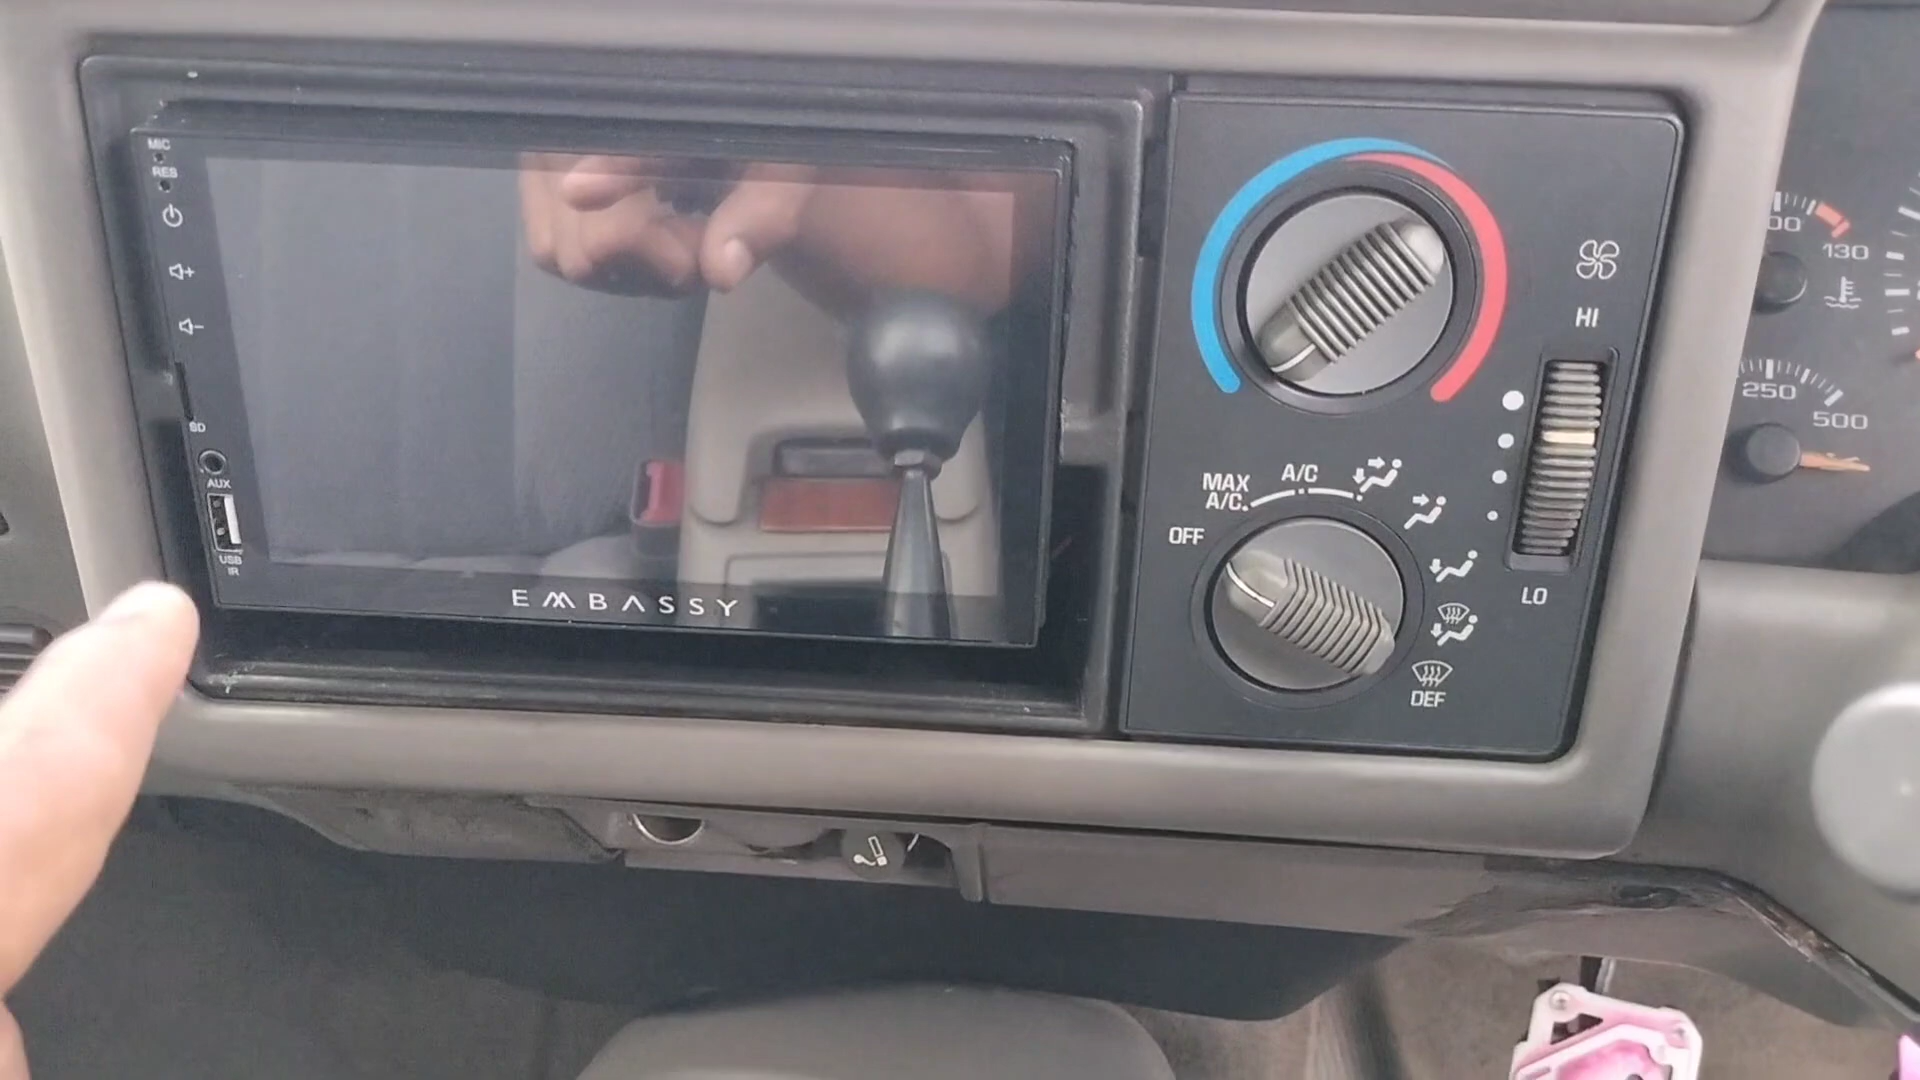 MIC
RES
SD
AUX
USB
IR
EMBASSY
HI
LO
MAX
A/C
A/C
OFF
DEF
130
250
500